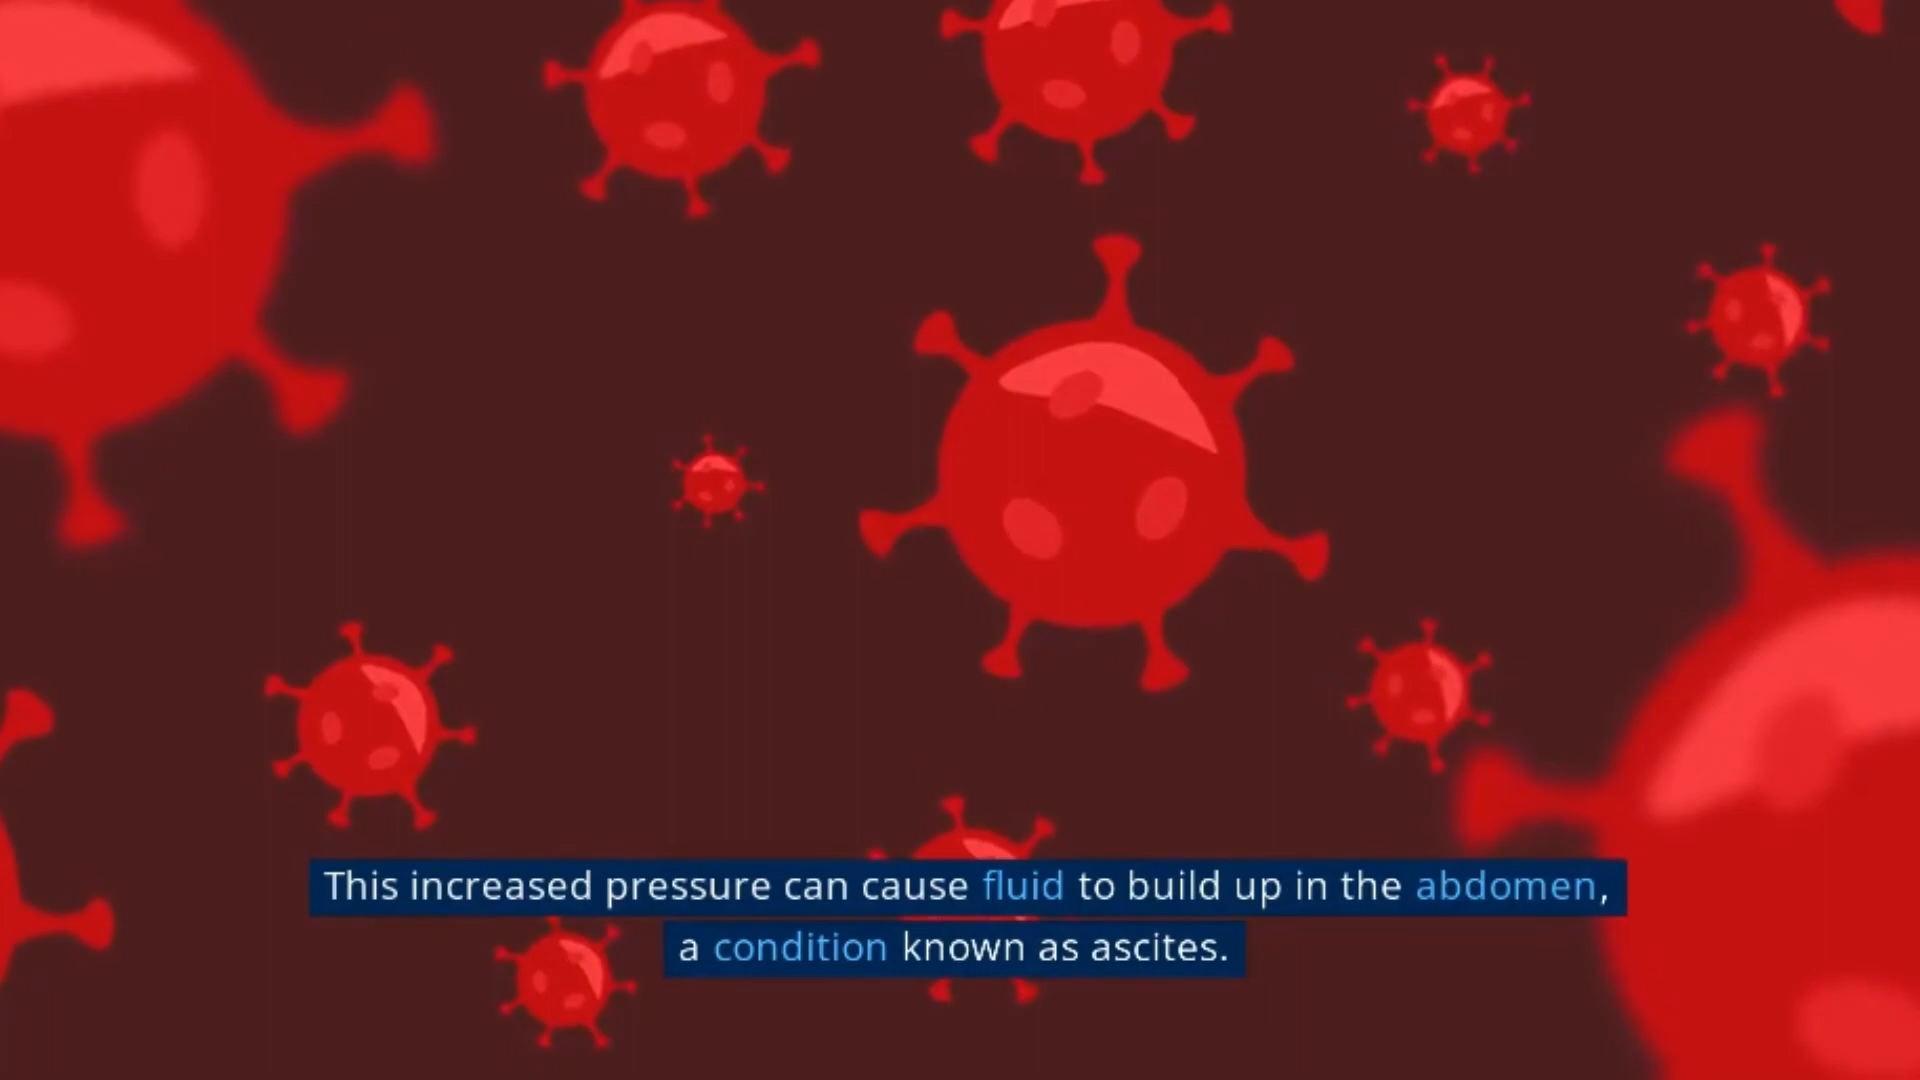 This increased pressure can cause fluid to build up in the abdomen,
a condition known as ascites.